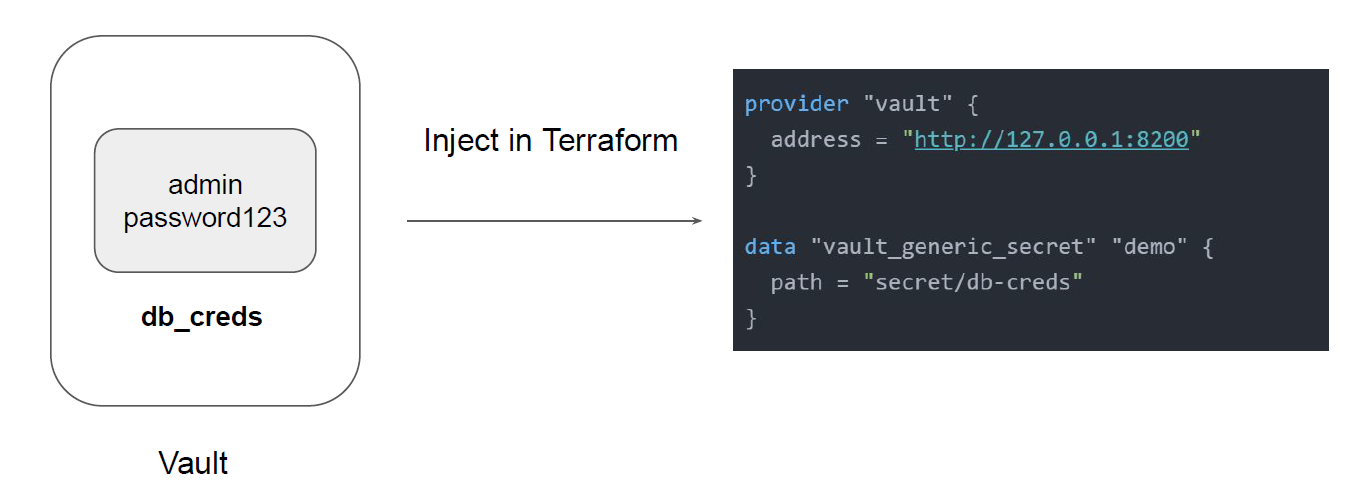 admin
password123
db_creds
Vault
Inject in Terraform
provider "vault" {
  address = "http://127.0.0.1:8200"
}
data "vault_generic_secret" "demo" {
  path = "secret/db-creds"
}